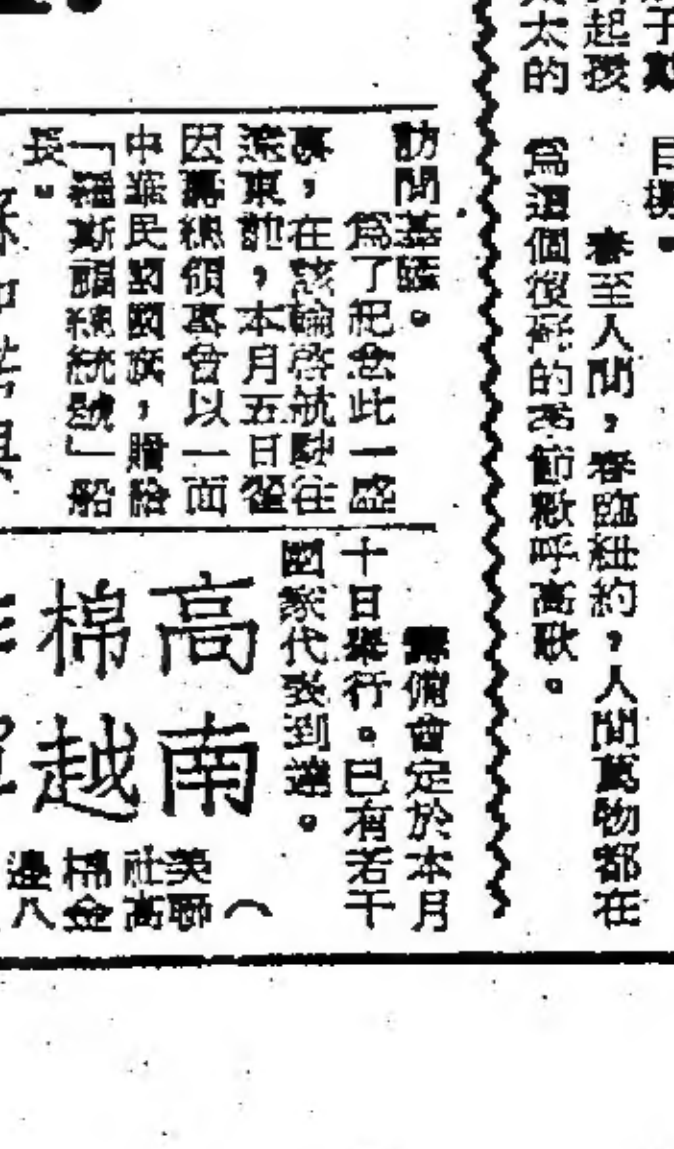 太的
起
子
目
春至人間，春臨紐約，人間萬物都在
為這個復蘇的季節歡呼高歌。
訪問基隆。
為了紀念此一盛
事，在該輪啓航駛往
遠東前，本月五日
因總領事曾以一面
中華民國國旗，贈給
「羅斯福總統號」船
長。
籌備會定於本月
十日舉行。已有若干
國家代表到達。
高棉
南越
（美聯
社高
棉金
邊八